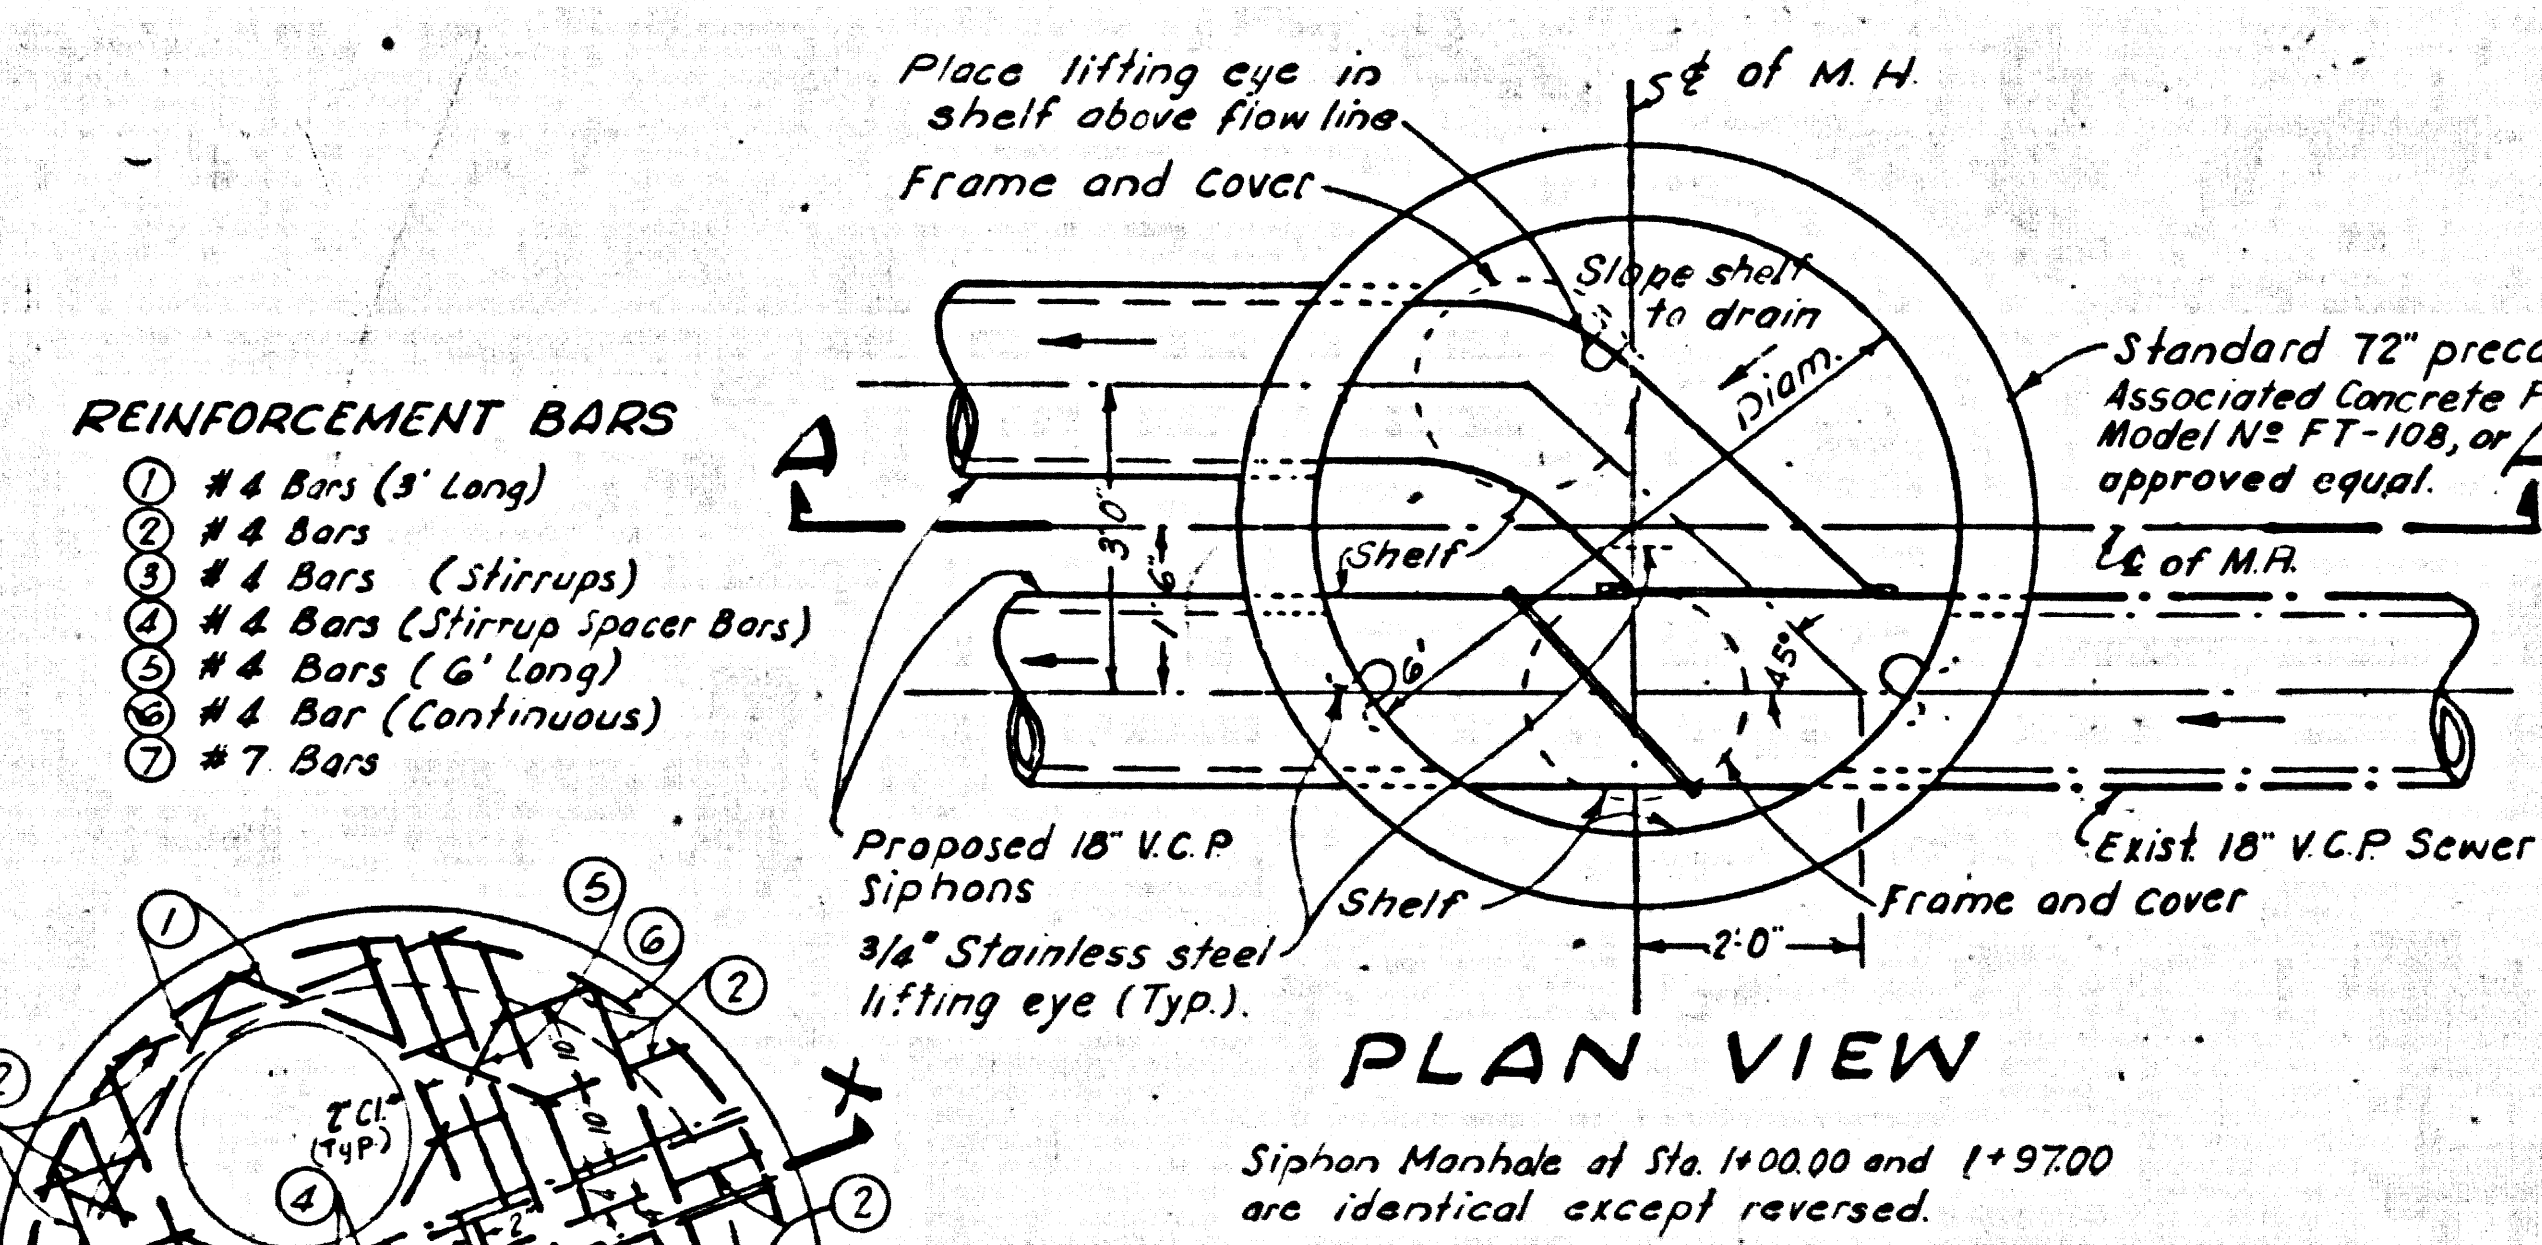 Place lifting eye in
shelf above flow line
Frame and Cover
℄ of M.H.
Slope shelf
to drain
Diam.
6'
Standard 72" preca
Associated Concrete P
Model Nº FT-108, or
approved equal.
A
A
℄ of M.H.
REINFORCEMENT BARS
1 #4 Bars (3' Long)
2 #4 Bars
3 #4 Bars (Stirrups)
4 #4 Bars (Stirrup Spacer Bars)
5 #4 Bars (6' Long)
6 #4 Bar (Continuous)
7 #7 Bars
3'0"
1'-6"
Shelf
45°
Proposed 18" V.C.P.
Siphons
Shelf
3/4" Stainless steel
lifting eye (Typ.).
Exist. 18" V.C.P. Sewer
Frame and Cover
2'-0"
PLAN VIEW
Siphon Manhole at Sta. 1+00.00 and 1+97.00
are identical except reversed.
1
5
6
2
2
Cl.
(Typ.)
4
10
10
X
2
2"